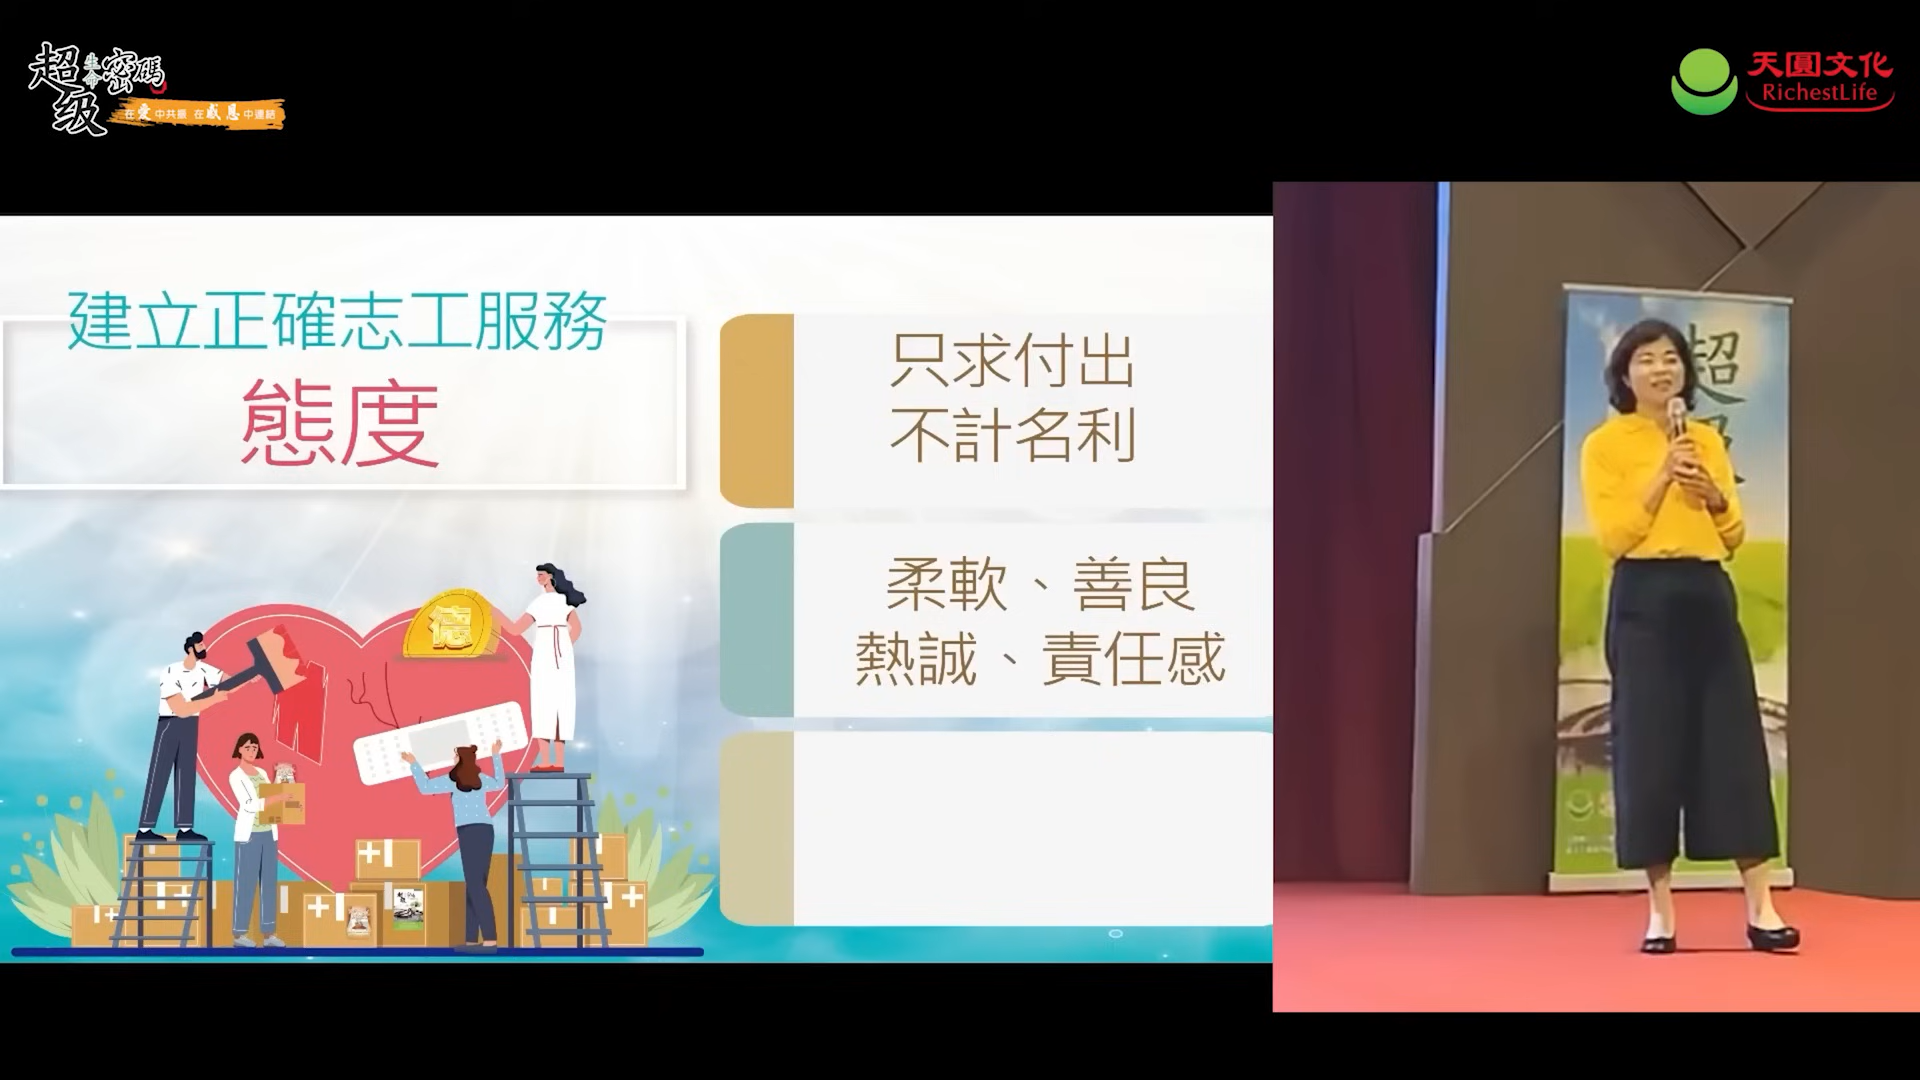 超級生命密碼
在愛中共振 在感恩中連結
天圓文化
RichestLife
建立正確志工服務
態度
只求付出
不計名利
柔軟、善良
熱誠、責任感
德
超